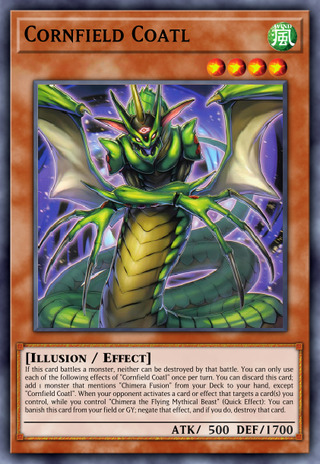 Cornfield Coatl
WIND
風
[Illusion / Effect]
If this card battles a monster, neither can be destroyed by that battle. You can only use
each of the following effects of "Cornfield Coatl" once per turn. You can discard this card;
add 1 monster that mentions "Chimera Fusion" from your Deck to your hand, except
"Cornfield Coatl". When your opponent activates a card or effect that targets a card(s) you
control, while you control "Chimera the Flying Mythical Beast" (Quick Effect): You can
banish this card from your field or GY; negate that effect, and if you do, destroy that card.
ATK/ 500 DEF/1700